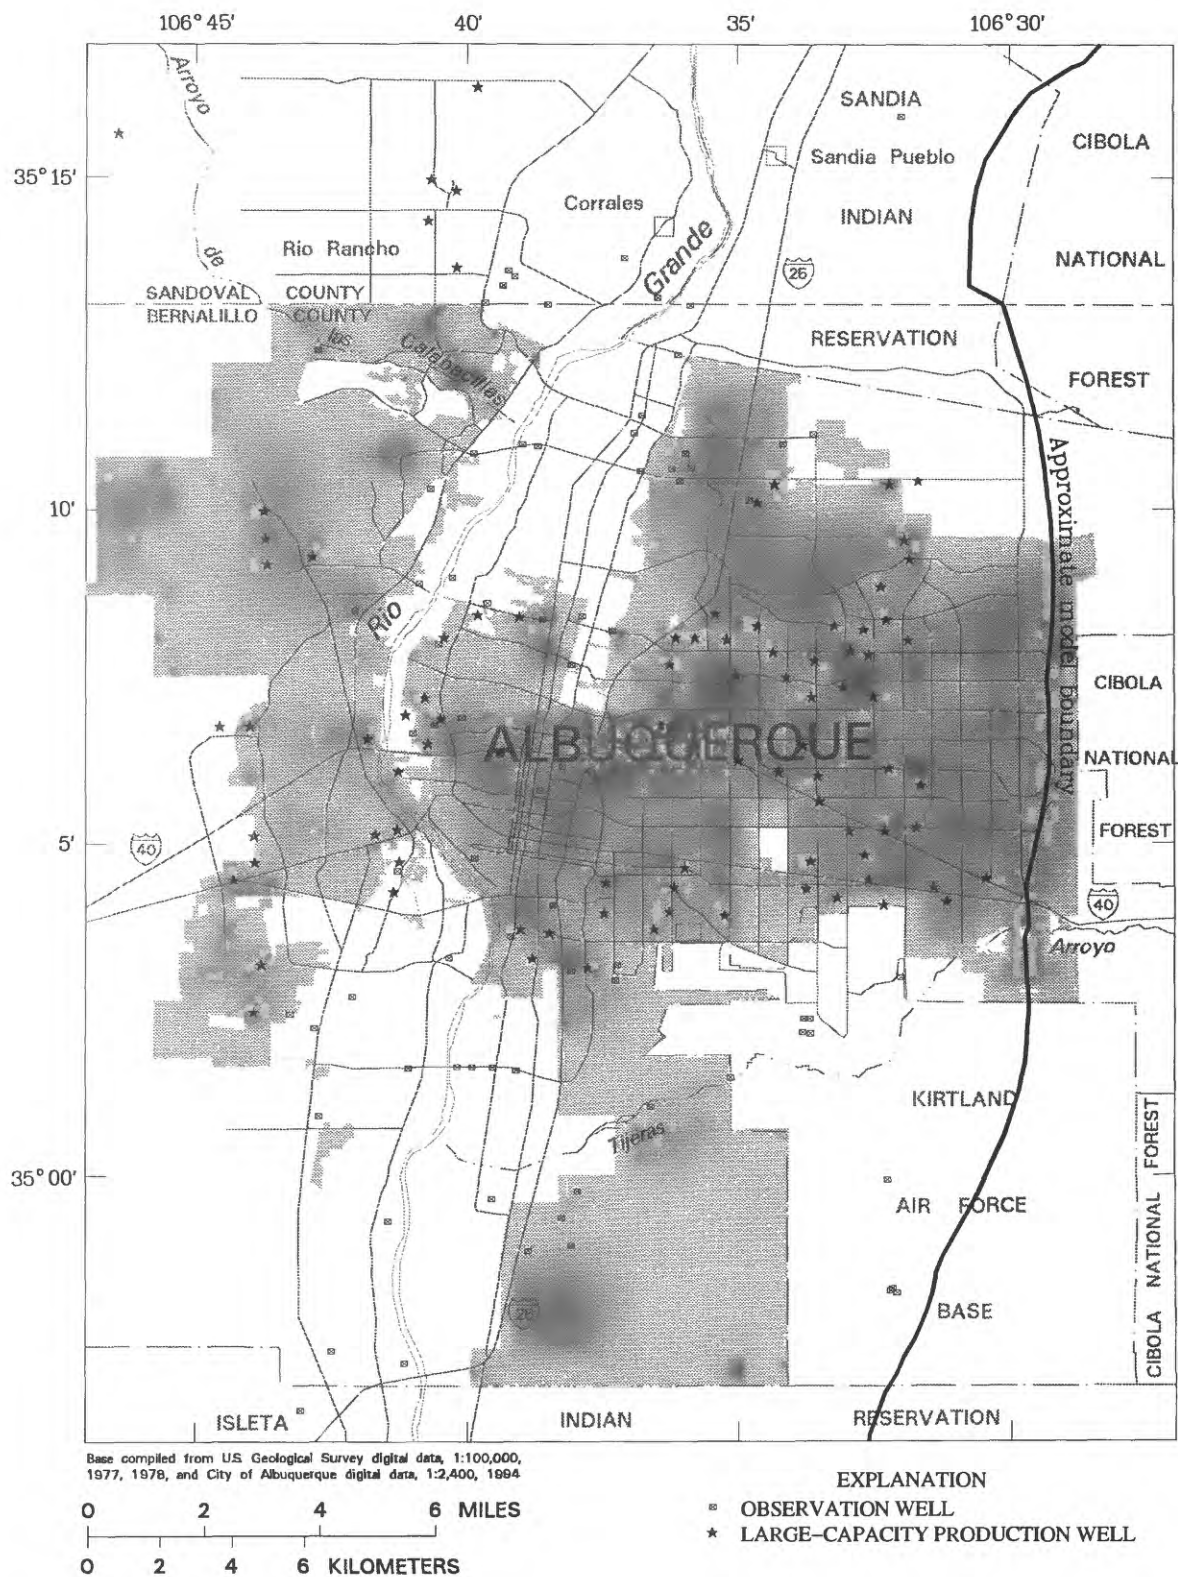 106°45' 40' 35' 106°30'
Arroyo
SANDIA
CIBOLA
Sandia Pueblo
35°15'
Corrales
INDIAN
de
Rio Rancho
Grande
NATIONAL
25
SANDOVAL COUNTY
BERNALILLO COUNTY
las
RESERVATION
Calabacillas
FOREST
Approximate model boundary
10'
Rio
CIBOLA
ALBUQUERQUE
NATIONAL
40
5'
FOREST
40
Arroyo
KIRTLAND
Tijeras
35°00'
AIR FORCE
CIBOLA NATIONAL FOREST
BASE
ISLETA INDIAN RESERVATION
Base compiled from U.S. Geological Survey digital data, 1:100,000,
1977, 1978, and City of Albuquerque digital data, 1:2,400, 1994
EXPLANATION
0 2 4 6 MILES
OBSERVATION WELL
LARGE-CAPACITY PRODUCTION WELL
0 2 4 6 KILOMETERS